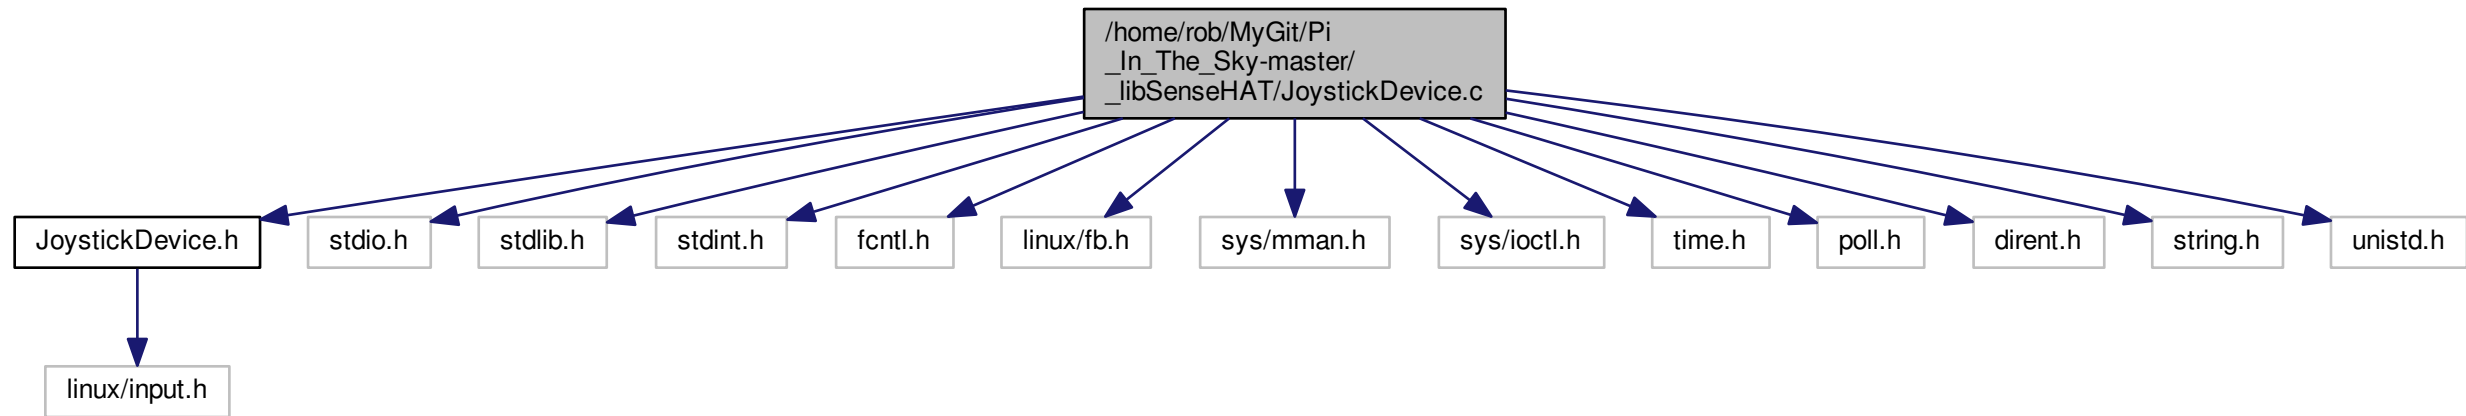 /home/rob/MyGit/Pi
_In_The_Sky-master/
_libSenseHAT/JoystickDevice.c
JoystickDevice.h
stdio.h
stdlib.h
stdint.h
fcntl.h
linux/fb.h
sys/mman.h
sys/ioctl.h
time.h
poll.h
dirent.h
string.h
unistd.h
linux/input.h